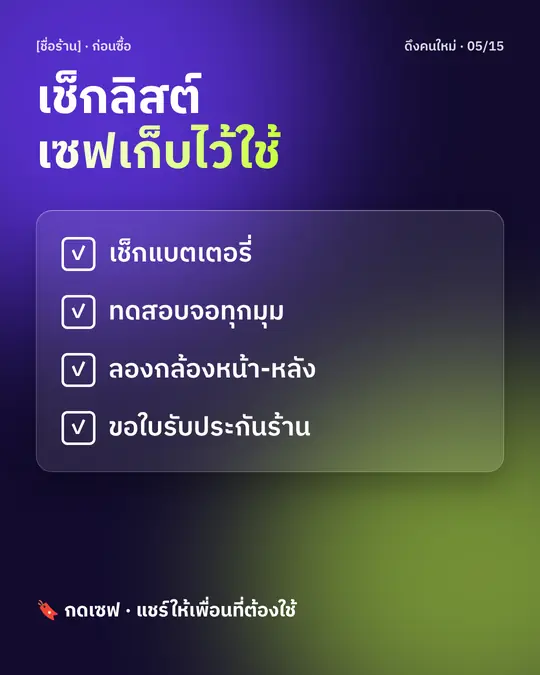 [ชื่อร้าน] · ก่อนซื้อ
ดึงคนใหม่ · 05/15
เช็กลิสต์
เซฟเก็บไว้ใช้
เช็กแบตเตอรี่
ทดสอบจอทุกมุม
ลองกล้องหน้า-หลัง
ขอใบรับประกันร้าน
🔖 กดเซฟ · แชร์ให้เพื่อนที่ต้องใช้